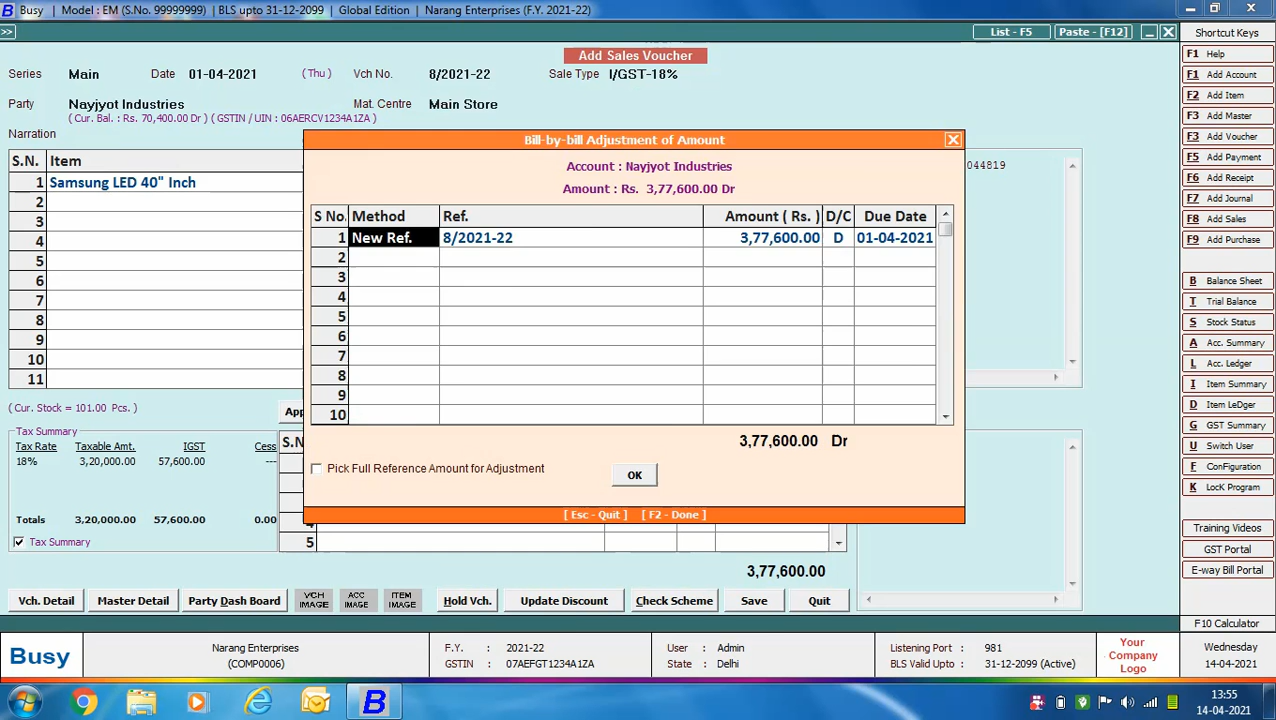 Busy | Model : EM (S.No. 99999999) | BLS upto 31-12-2099 | Global Edition | Narang Enterprises (F.Y. 2021-22)
>> List - F5 Paste - [F12]
Add Sales Voucher
Series Main Date 01-04-2021 (Thu) Vch No. 8/2021-22 Sale Type I/GST-18%
Party Nayjyot Industries Mat. Centre Main Store
( Cur. Bal. : Rs. 70,400.00 Dr ) ( GSTIN / UIN : 06AERCV1234A1ZA )
Narration
S.N. Item
1 Samsung LED 40" Inch
2
3
4
5
6
7
8
9
10
11
044819
( Cur. Stock = 101.00 Pcs. )
App
Bill-by-bill Adjustment of Amount
Account : Nayjyot Industries
Amount : Rs. 3,77,600.00 Dr
S No. Method Ref. Amount ( Rs. ) D/C Due Date
1 New Ref. 8/2021-22 3,77,600.00 D 01-04-2021
2
3
4
5
6
7
8
9
10
3,77,600.00 Dr
Pick Full Reference Amount for Adjustment
OK
[ Esc - Quit ] [ F2 - Done ]
Tax Summary
Tax Rate Taxable Amt. IGST Cess
18% 3,20,000.00 57,600.00 ---
Totals 3,20,000.00 57,600.00 0.00
Tax Summary
S.N
5
3,77,600.00
Vch. Detail Master Detail Party Dash Board VCH IMAGE ACC IMAGE ITEM IMAGE Hold Vch. Update Discount Check Scheme Save Quit
Shortcut Keys
F1 Help
F1 Add Account
F2 Add Item
F3 Add Master
F3 Add Voucher
F5 Add Payment
F6 Add Receipt
F7 Add Journal
F8 Add Sales
F9 Add Purchase
B Balance Sheet
T Trial Balance
S Stock Status
A Acc. Summary
L Acc. Ledger
I Item Summary
D Item LeDger
G GST Summary
U Switch User
F ConFiguration
K LocK Program
Training Videos
GST Portal
E-way Bill Portal
F10 Calculator
Busy
Narang Enterprises
(COMP0006)
F.Y. : 2021-22
GSTIN : 07AEFGT1234A1ZA
User : Admin
State : Delhi
Listening Port : 981
BLS Valid Upto : 31-12-2099 (Active)
Your
Company
Logo
Wednesday
14-04-2021
13:55
14-04-2021